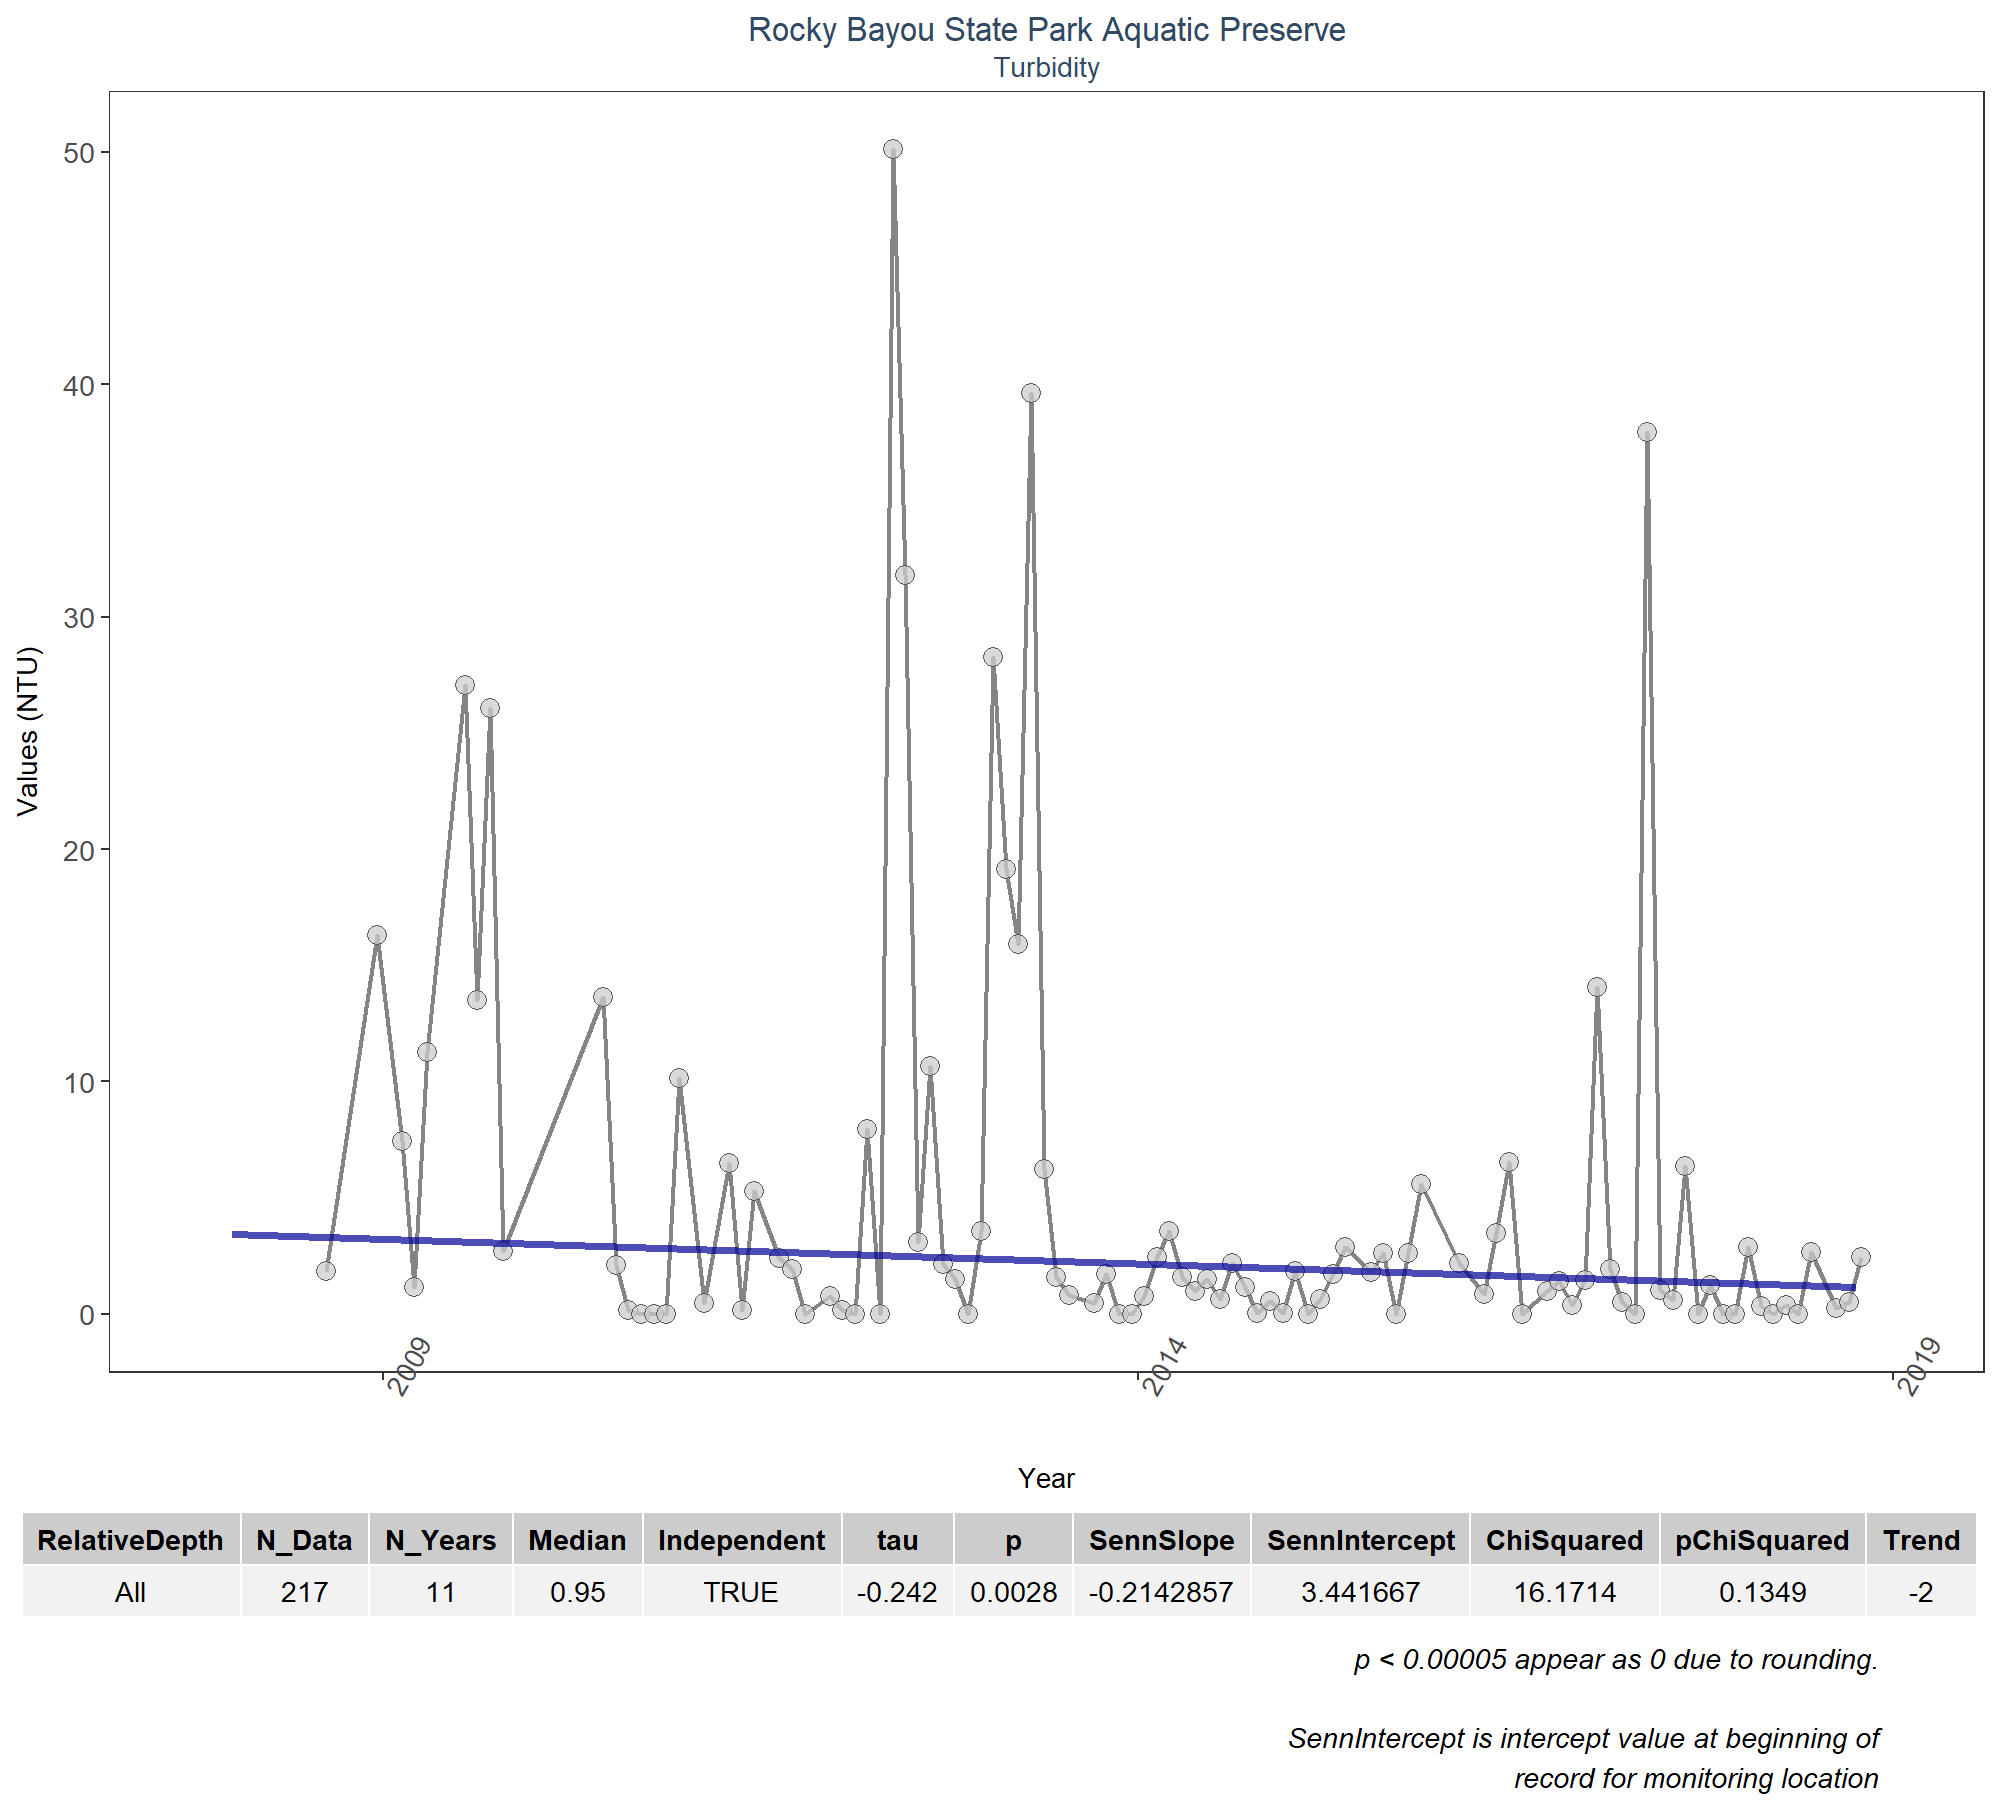 Rocky Bayou State Park Aquatic Preserve
Turbidity
50
40
30
20
10
0
Values (NTU)
2009
2014
2019
Year
RelativeDepth N_Data N_Years Median Independent tau p SennSlope SennIntercept ChiSquared pChiSquared Trend
All 217 11 0.95 TRUE -0.242 0.0028 -0.2142857 3.441667 16.1714 0.1349 -2
p < 0.00005 appear as 0 due to rounding.
SennIntercept is intercept value at beginning of
record for monitoring location